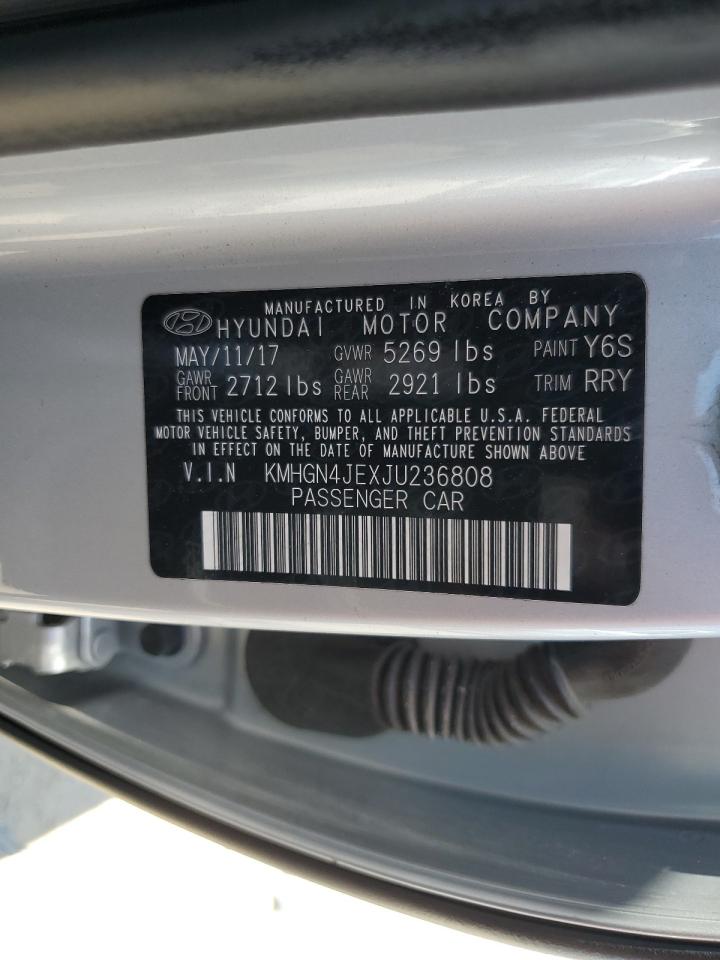 MANUFACTURED IN KOREA BY
HYUNDAI MOTOR COMPANY
MAY/11/17 GVWR 5269 lbs PAINT Y6S
GAWR FRONT 2712 lbs GAWR REAR 2921 lbs TRIM RRY
THIS VEHICLE CONFORMS TO ALL APPLICABLE U.S.A. FEDERAL
MOTOR VEHICLE SAFETY, BUMPER, AND THEFT PREVENTION STANDARDS
IN EFFECT ON THE DATE OF MANUFACTURE SHOWN ABOVE.
V.I.N KMHGN4JEXJU236808
PASSENGER CAR